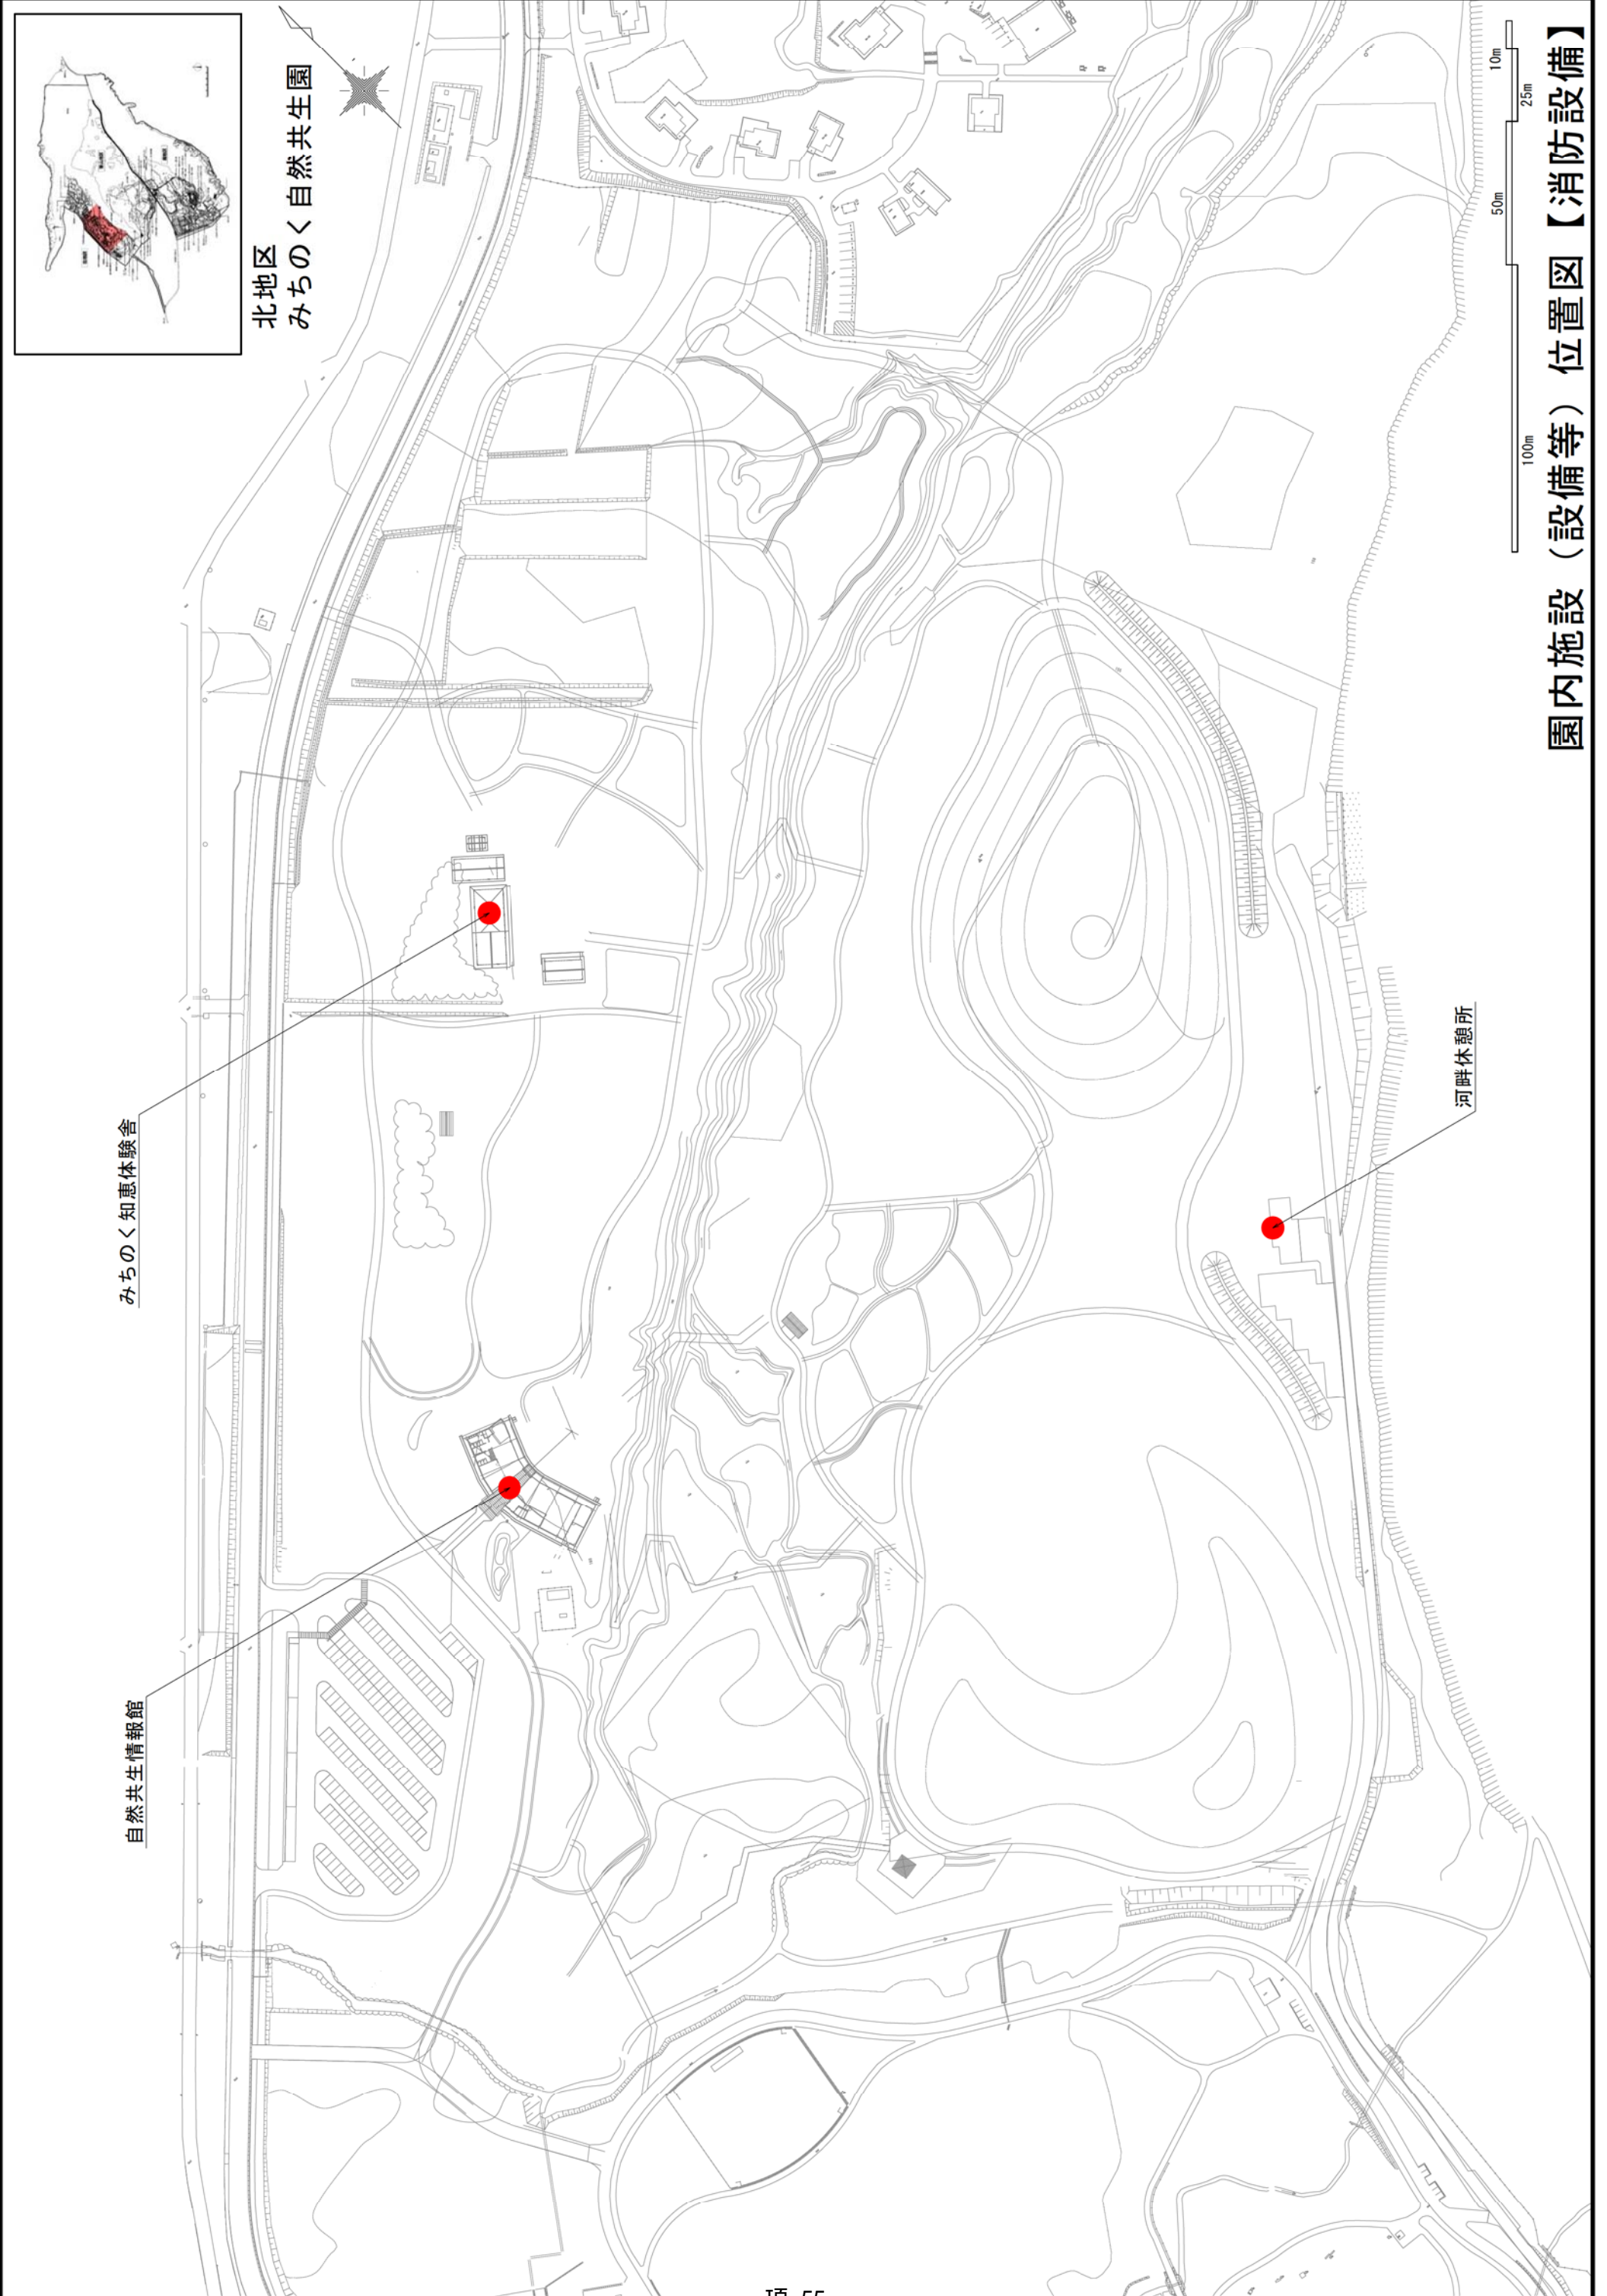 園内施設（設備等）位置図【消防設備】
10m
25m
50m
100m
北地区
みちのく自然共生園
みちのく知恵体験舎
自然共生情報館
河畔休憩所